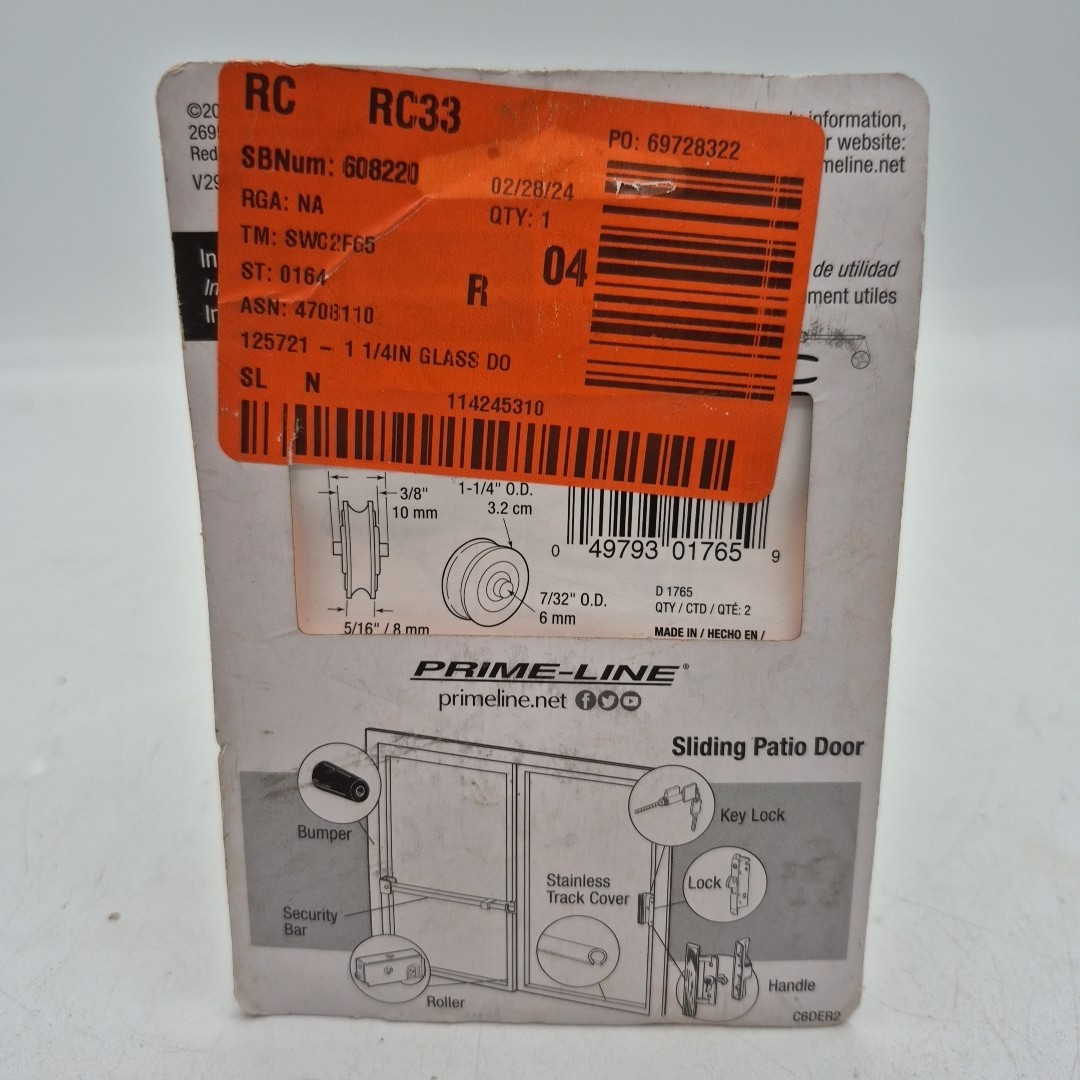 RC RC33
SBNum: 608220
RGA: NA
TM: SWC2F65
ST: 0164
ASN: 4708110
125721 - 1 1/4IN GLASS DO
SL N
02/28/24
QTY: 1
R 04
PO: 69728322
114245310
©20
269
Red
V29
information,
r website:
meline.net
In
In
In
de utilidad
ment utiles
3/8"
10 mm
1-1/4" O.D.
3.2 cm
7/32" O.D.
6 mm
5/16" / 8 mm
0 49793 01765 9
D 1765
QTY / CTD / QTÉ: 2
MADE IN / HECHO EN /
PRIME-LINE®
primeline.net
Sliding Patio Door
Bumper
Key Lock
Stainless
Track Cover
Lock
Security
Bar
Roller
Handle
C6DER2